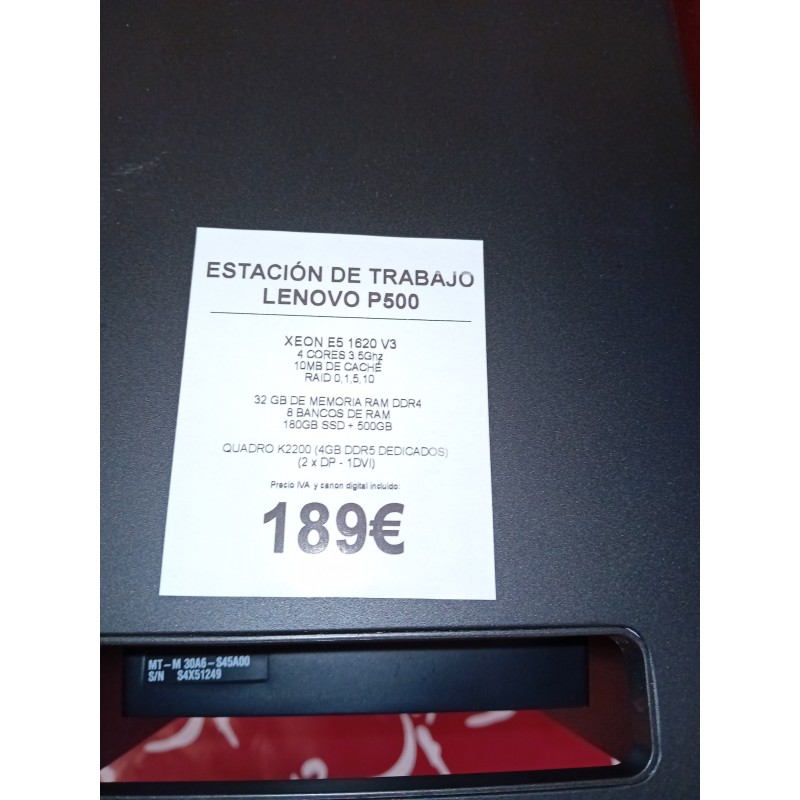 ESTACIÓN DE TRABAJO
LENOVO P500
XEON E5 1620 V3
4 CORES 3.5Ghz
10MB DE CACHÉ
RAID 0,1,5,10
32 GB DE MEMORIA RAM DDR4
8 BANCOS DE RAM
180GB SSD + 500GB
QUADRO K2200 (4GB DDR5 DEDICADOS)
(2 x DP - 1DVI)
Precio IVA y canon digital incluido:
189€
MT-M 30A6-S45A00
S/N S4X51249